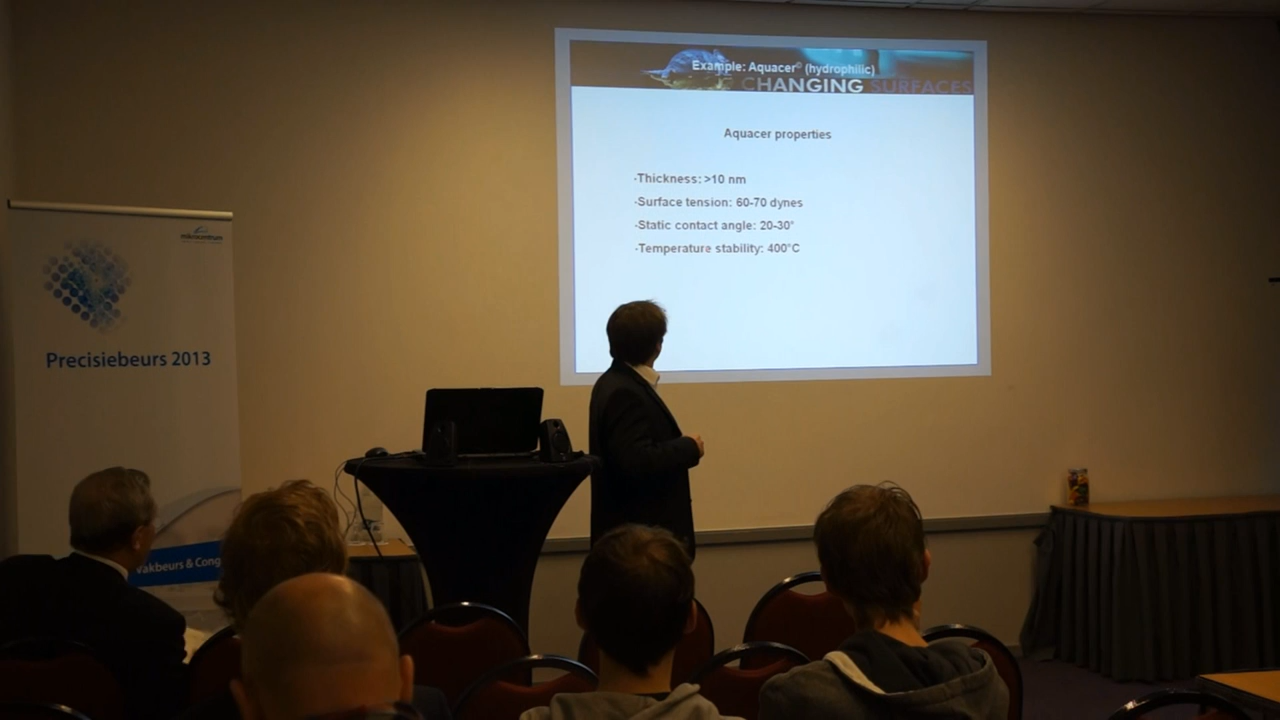 Example: Aquacer® (hydrophilic)
CHANGING SURFACES
Aquacer properties
-Thickness: >10 nm
-Surface tension: 60-70 dynes
-Static contact angle: 20-30°
-Temperature stability: 400°C
mikrocentrum
Precisiebeurs 2013
vakbeurs & Cong